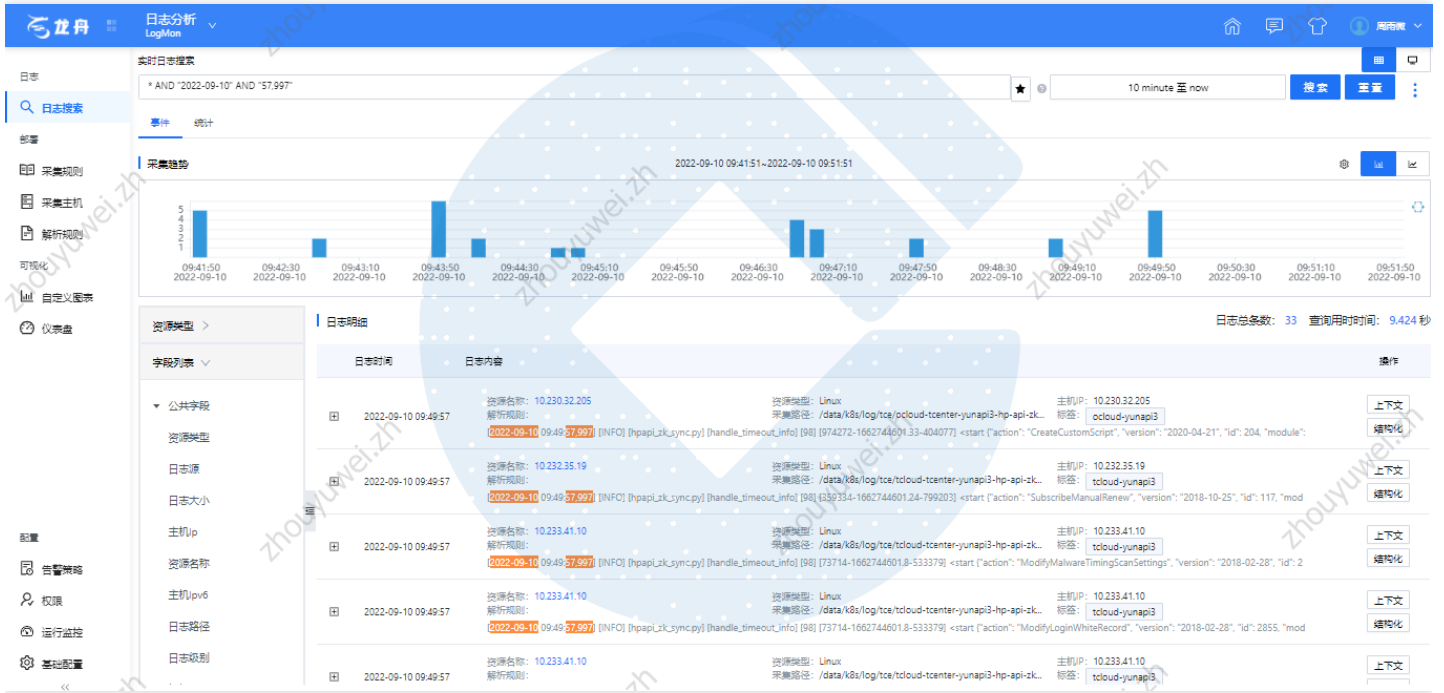 龙舟
日志分析
LogMon
周雨薇
日志
日志搜索
部署
采集规则
采集主机
解析规则
可视化
自定义图表
仪表盘
配置
告警策略
权限
运行监控
基础配置
实时日志搜索
* AND "2022-09-10" AND "57,997"
10 minute 至 now
搜索
重置
事件
统计
采集趋势
2022-09-10 09:41:51~2022-09-10 09:51:51
5
4
3
2
1
09:41:50 09:42:30 09:43:10 09:43:50 09:44:30 09:45:10 09:45:50 09:46:30 09:47:10 09:47:50 09:48:30 09:49:10 09:49:50 09:50:30 09:51:10 09:51:50
2022-09-10 2022-09-10 2022-09-10 2022-09-10 2022-09-10 2022-09-10 2022-09-10 2022-09-10 2022-09-10 2022-09-10 2022-09-10 2022-09-10 2022-09-10 2022-09-10 2022-09-10 2022-09-10
资源类型
字段列表
公共字段
资源类型
日志源
日志大小
主机Ip
资源名称
主机Ipv6
日志路径
日志级别
日志明细
日志总条数: 33 查询用时时间: 9.424 秒
日志时间 日志内容 操作
资源名称: 10.230.32.205 资源类型: Linux 主机IP: 10.230.32.205 上下文
2022-09-10 09:49:57 解析规则: 采集路径: /data/k8s/log/tce/pcloud-tcenter-yunapi3-hp-api-zk... 标签: ocloud-yunapi3
[2022-09-10 09:49:57,997] [INFO] [hpapi_zk_sync.py] [handle_timeout_info] [98] [974272-1662744601.33-404077] <start {"action": "CreateCustomScript", "version": "2020-04-21", "id": 204, "module": 结构化
资源名称: 10.232.35.19 资源类型: Linux 主机IP: 10.232.35.19 上下文
2022-09-10 09:49:57 解析规则: 采集路径: /data/k8s/log/tce/tcloud-tcenter-yunapi3-hp-api-zk... 标签: tcloud-yunapi3
[2022-09-10 09:49:57,997] [INFO] [hpapi_zk_sync.py] [handle_timeout_info] [98] [359334-1662744601.24-799203] <start {"action": "SubscribeManualRenew", "version": "2018-10-25", "id": 117, "mod 结构化
资源名称: 10.233.41.10 资源类型: Linux 主机IP: 10.233.41.10 上下文
2022-09-10 09:49:57 解析规则: 采集路径: /data/k8s/log/tce/tcloud-tcenter-yunapi3-hp-api-zk... 标签: tcloud-yunapi3
[2022-09-10 09:49:57,997] [INFO] [hpapi_zk_sync.py] [handle_timeout_info] [98] [73714-1662744601.8-533379] <start {"action": "ModifyMalwareTimingScanSettings", "version": "2018-02-28", "id": 2 结构化
资源名称: 10.233.41.10 资源类型: Linux 主机IP: 10.233.41.10 上下文
2022-09-10 09:49:57 解析规则: 采集路径: /data/k8s/log/tce/tcloud-tcenter-yunapi3-hp-api-zk... 标签: tcloud-yunapi3
[2022-09-10 09:49:57,997] [INFO] [hpapi_zk_sync.py] [handle_timeout_info] [98] [73714-1662744601.8-533379] <start {"action": "ModifyLoginWhiteRecord", "version": "2018-02-28", "id": 2855, "mod 结构化
资源名称: 10.233.41.10 资源类型: Linux 主机IP: 10.233.41.10 上下文
2022-09-10 09:49:57 解析规则: 采集路径: /data/k8s/log/tce/tcloud-tcenter-yunapi3-hp-api-zk... 标签: tcloud-yunapi3
zhouyuwei.zh